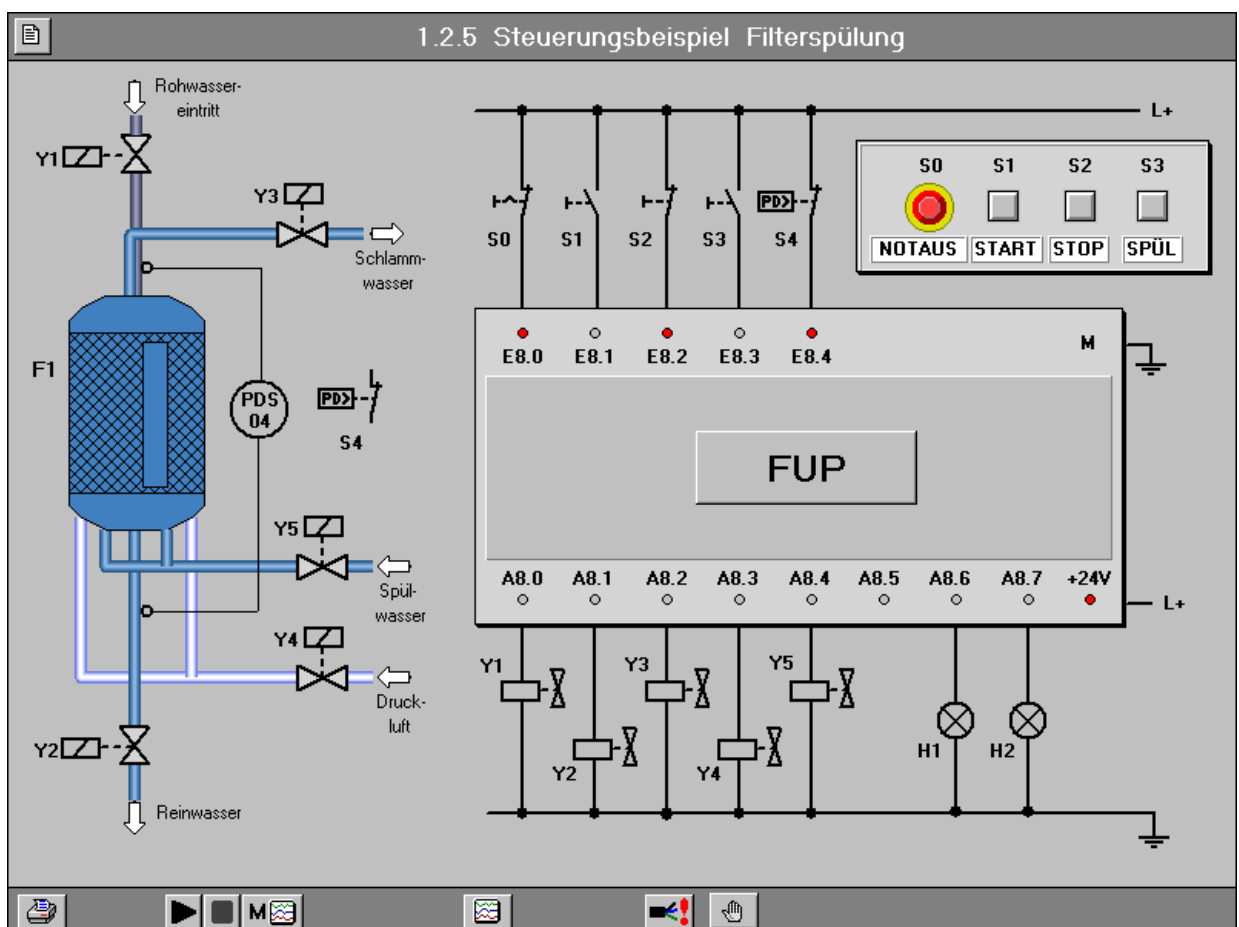 1.2.5 Steuerungsbeispiel Filterspülung
Rohwasser-
eintritt
Y1
Y3
Schlamm-
wasser
F1
PDS
04
PD>
S4
Y5
Spül-
wasser
Y4
Druck-
luft
Y2
Reinwasser
L+
S0 S1 S2 S3 PD> S4
S0 S1 S2 S3
NOTAUS START STOP SPÜL
E8.0 E8.1 E8.2 E8.3 E8.4 M
FUP
A8.0 A8.1 A8.2 A8.3 A8.4 A8.5 A8.6 A8.7 +24V
L+
Y1 Y3 Y5
Y2 Y4 H1 H2
M